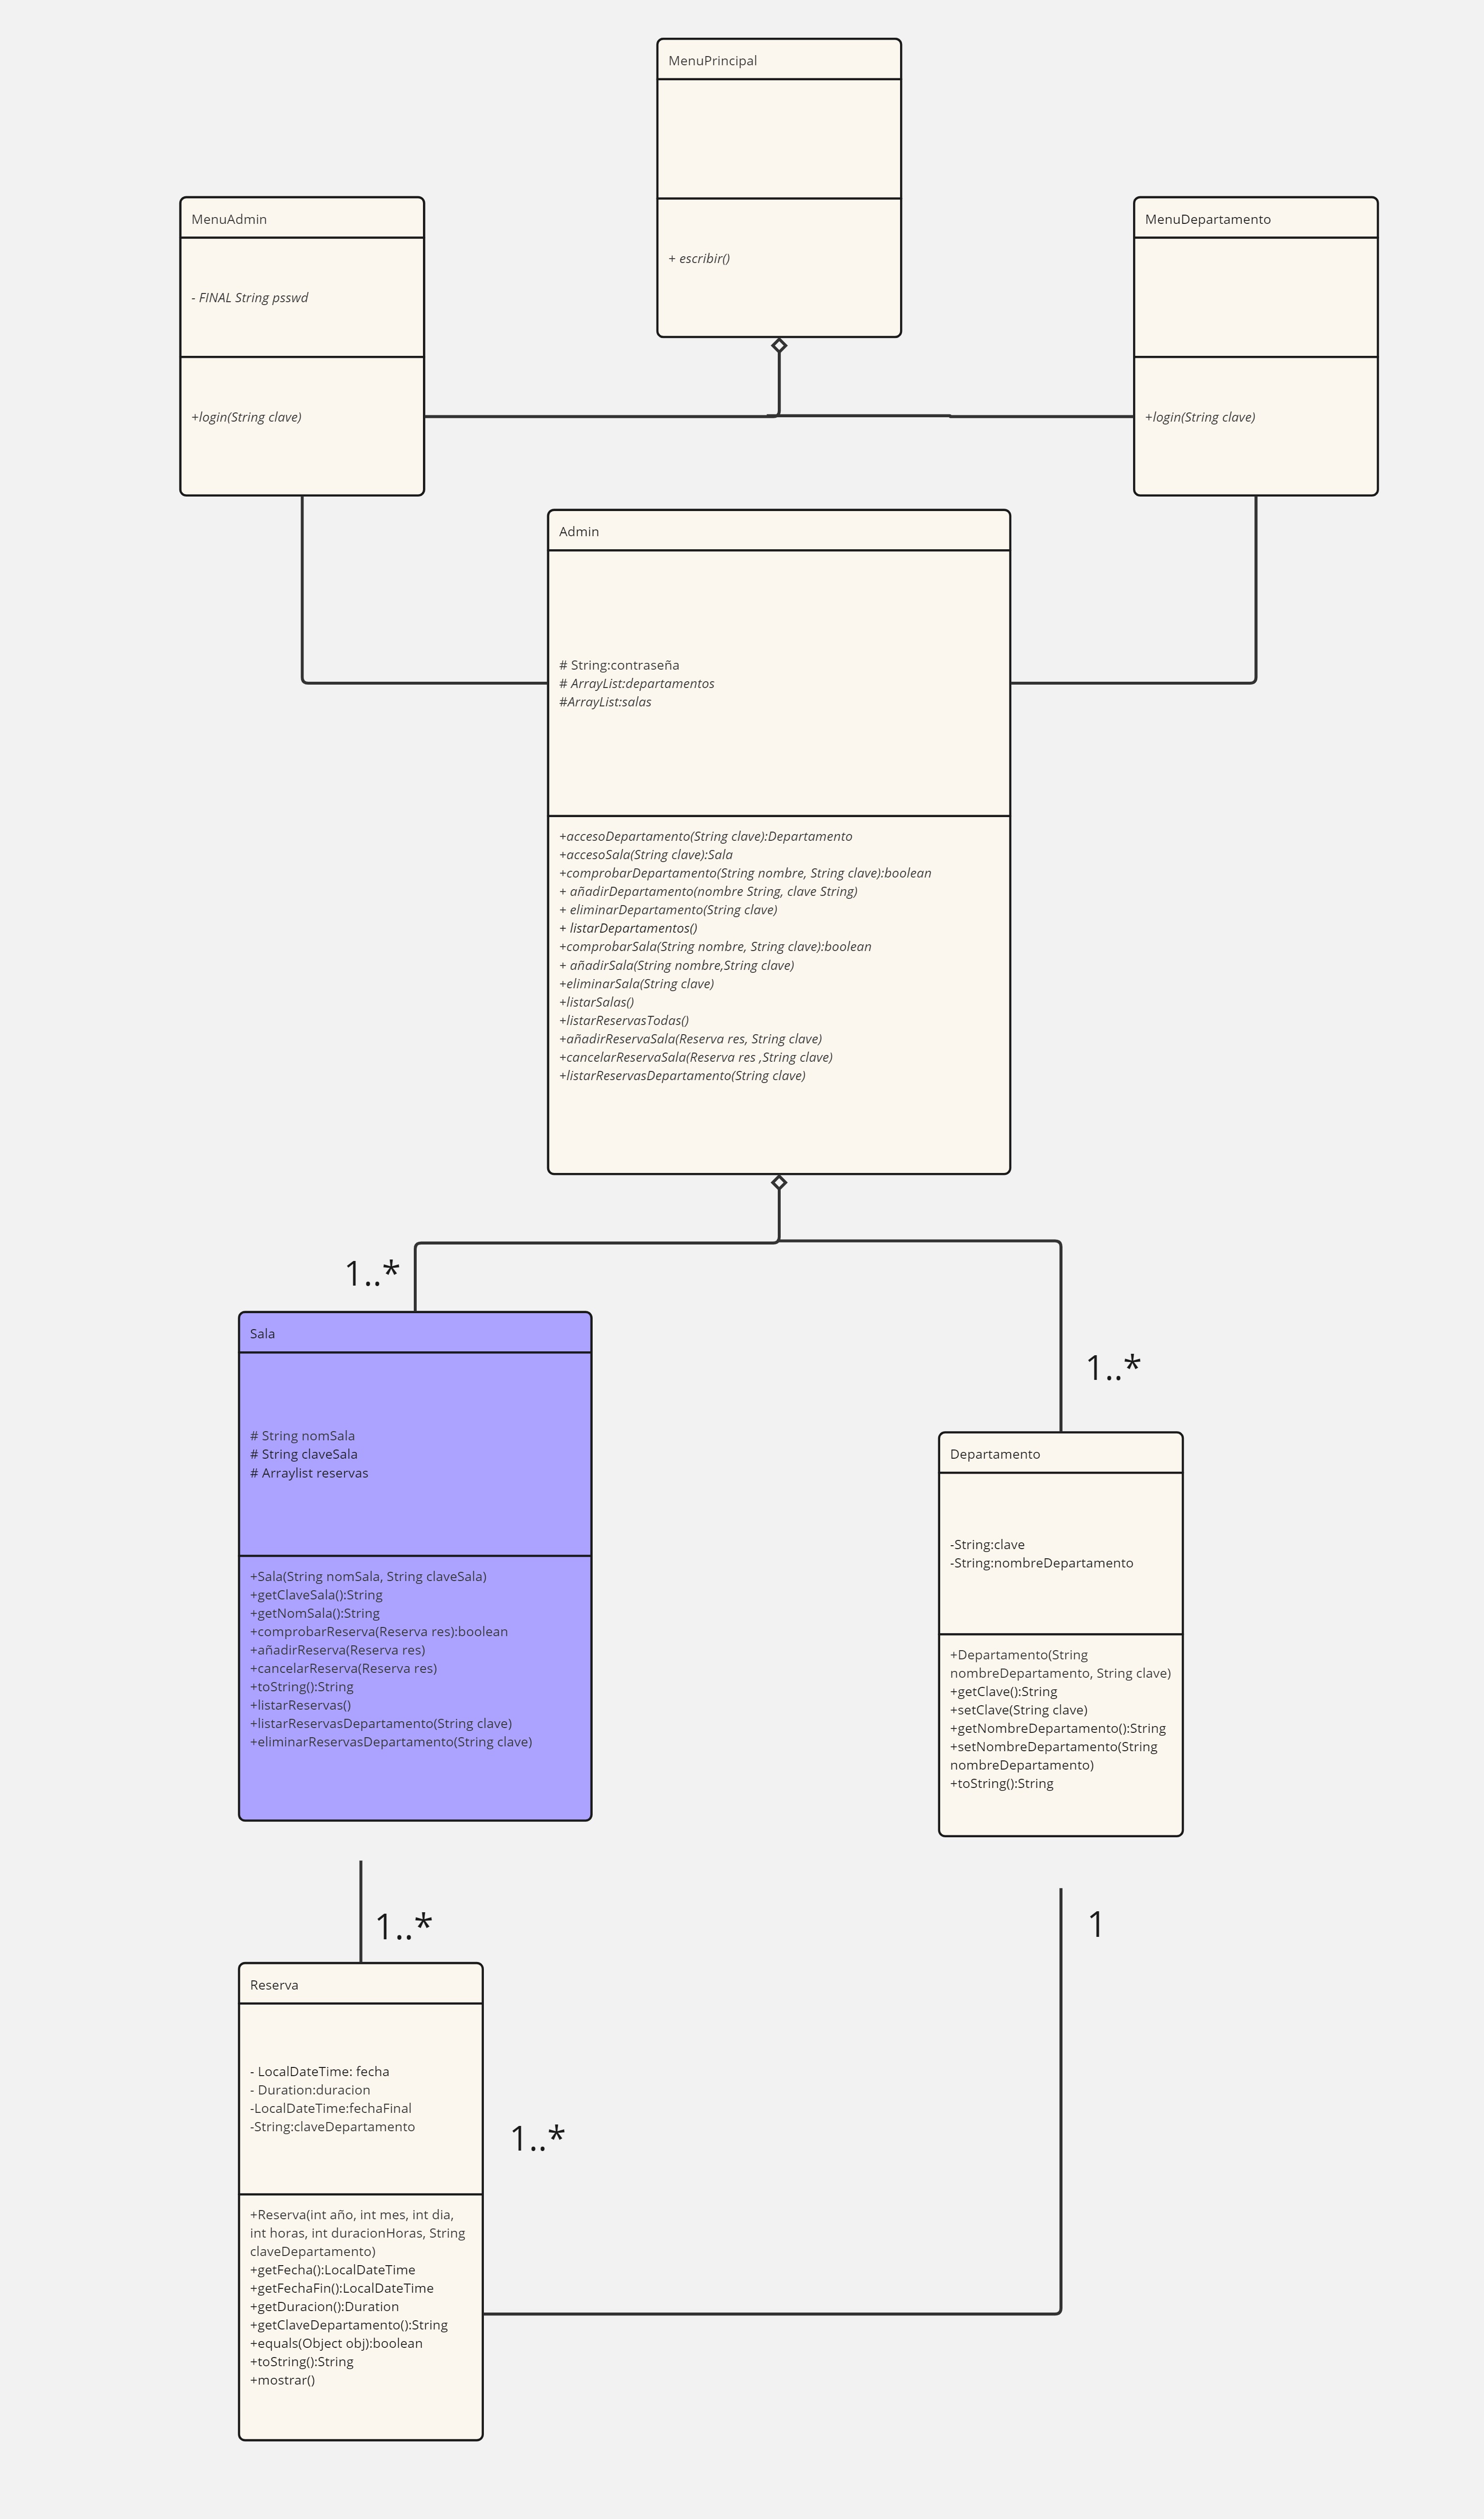 MenuPrincipal
+ escribir()
MenuAdmin
- FINAL String psswd
+login(String clave)
MenuDepartamento
+login(String clave)
Admin
# String:contraseña
# ArrayList:departamentos
#ArrayList:salas
+accesoDepartamento(String clave):Departamento
+accesoSala(String clave):Sala
+comprobarDepartamento(String nombre, String clave):boolean
+ añadirDepartamento(nombre String, clave String)
+ eliminarDepartamento(String clave)
+ listarDepartamentos()
+comprobarSala(String nombre, String clave):boolean
+ añadirSala(String nombre,String clave)
+eliminarSala(String clave)
+listarSalas()
+listarReservasTodas()
+añadirReservaSala(Reserva res, String clave)
+cancelarReservaSala(Reserva res ,String clave)
+listarReservasDepartamento(String clave)
1..*
1..*
Sala
# String nomSala
# String claveSala
# Arraylist reservas
+Sala(String nomSala, String claveSala)
+getClaveSala():String
+getNomSala():String
+comprobarReserva(Reserva res):boolean
+añadirReserva(Reserva res)
+cancelarReserva(Reserva res)
+toString():String
+listarReservas()
+listarReservasDepartamento(String clave)
+eliminarReservasDepartamento(String clave)
Departamento
-String:clave
-String:nombreDepartamento
+Departamento(String
nombreDepartamento, String clave)
+getClave():String
+setClave(String clave)
+getNombreDepartamento():String
+setNombreDepartamento(String
nombreDepartamento)
+toString():String
1..*
1
Reserva
- LocalDateTime: fecha
- Duration:duracion
-LocalDateTime:fechaFinal
-String:claveDepartamento
1..*
+Reserva(int año, int mes, int dia,
int horas, int duracionHoras, String
claveDepartamento)
+getFecha():LocalDateTime
+getFechaFin():LocalDateTime
+getDuracion():Duration
+getClaveDepartamento():String
+equals(Object obj):boolean
+toString():String
+mostrar()